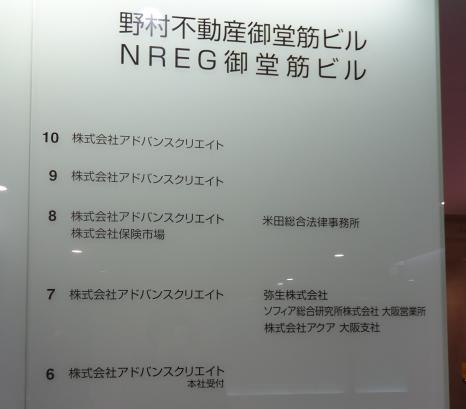 野村不動産御堂筋ビル
NREG御堂筋ビル
10 株式会社アドバンスクリエイト
9 株式会社アドバンスクリエイト
8 株式会社アドバンスクリエイト 米田総合法律事務所
株式会社保険市場
7 株式会社アドバンスクリエイト 弥生株式会社
ソフィア総合研究所株式会社 大阪営業所
株式会社アクア 大阪支社
6 株式会社アドバンスクリエイト
本社受付